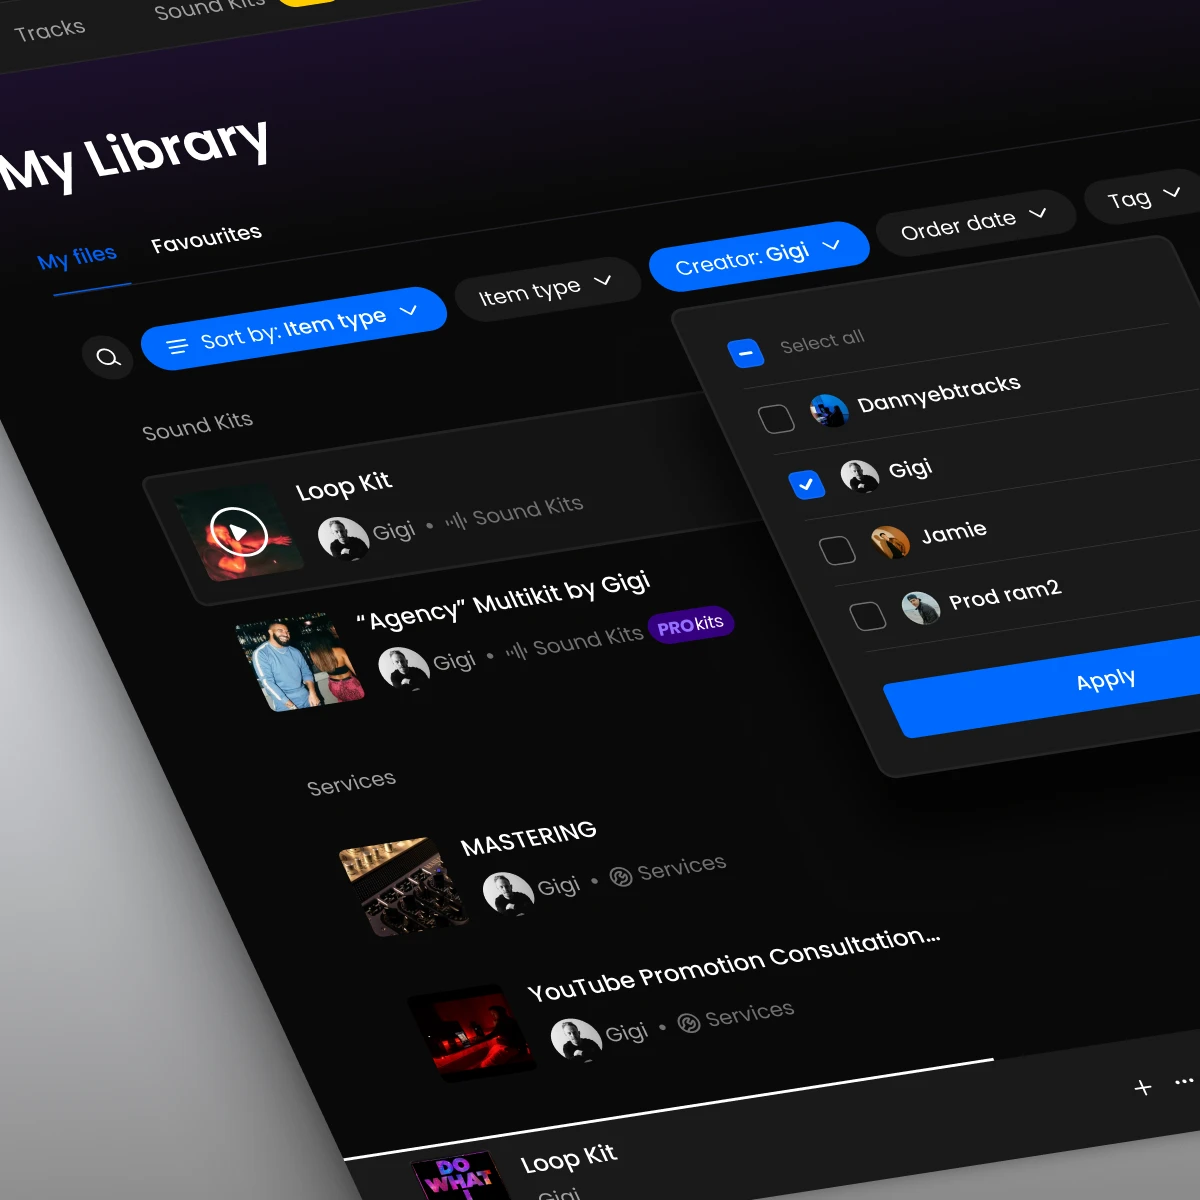 Tracks
Sound Kits
My Library
My files
Favourites
Sort by: Item type
Item type
Creator: Gigi
Order date
Tag
Select all
Dannyebtracks
Gigi
Jamie
Prod ram2
Apply
Sound Kits
Loop Kit
Gigi • Sound Kits
“Agency” Multikit by Gigi
Gigi • Sound Kits PROkits
Services
MASTERING
Gigi • Services
YouTube Promotion Consultation...
Gigi • Services
DO
WHAT
I
Loop Kit
Gigi